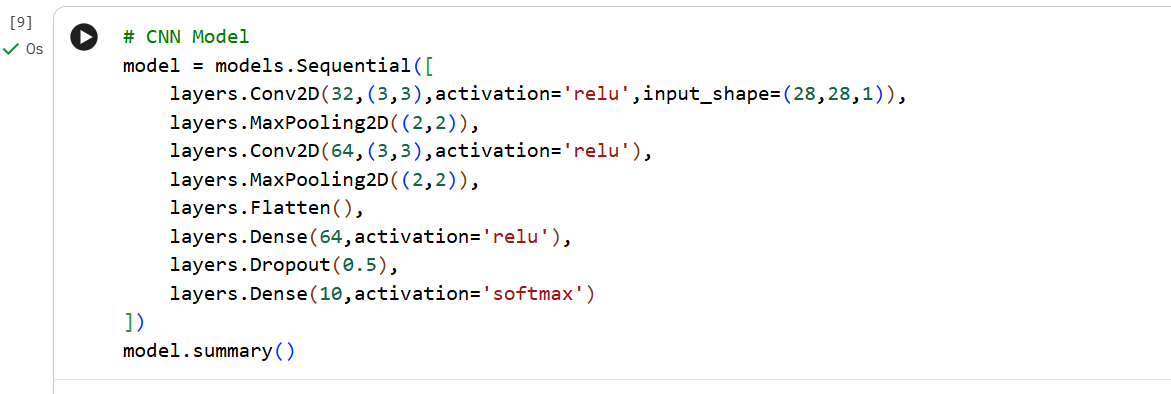 [9]
0s
# CNN Model
model = models.Sequential([
    layers.Conv2D(32,(3,3),activation='relu',input_shape=(28,28,1)),
    layers.MaxPooling2D((2,2)),
    layers.Conv2D(64,(3,3),activation='relu'),
    layers.MaxPooling2D((2,2)),
    layers.Flatten(),
    layers.Dense(64,activation='relu'),
    layers.Dropout(0.5),
    layers.Dense(10,activation='softmax')
])
model.summary()